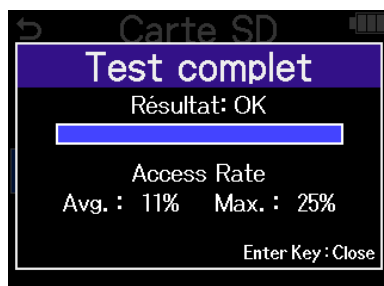 Carte SD
Test complet
Résultat: OK
Access Rate
Avg. : 11% Max. : 25%
Enter Key : Close